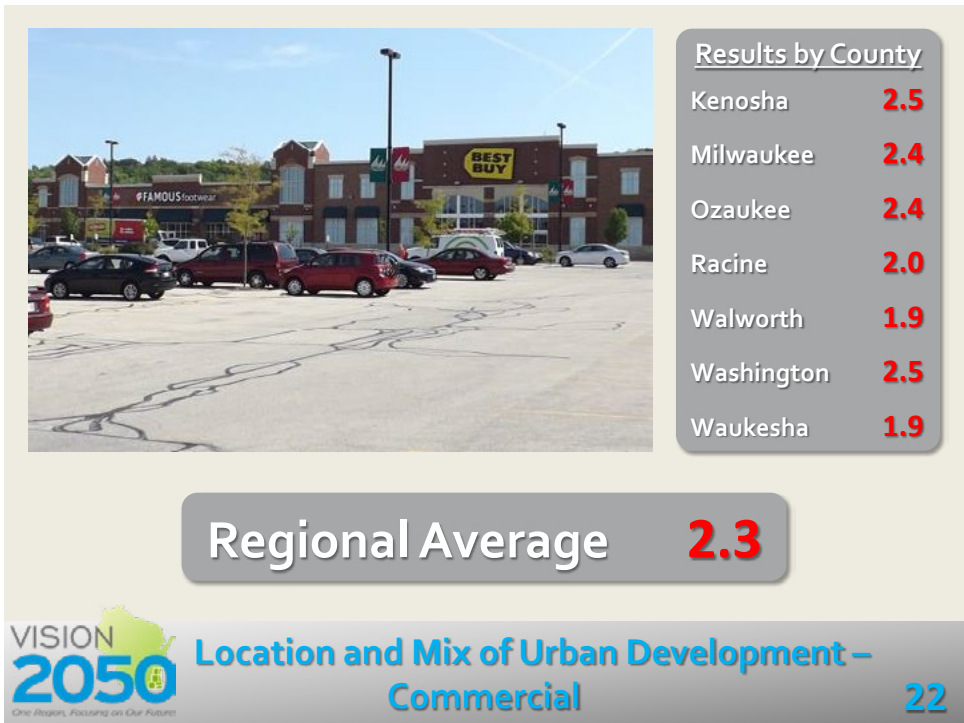 Results by County
Kenosha 2.5
Milwaukee 2.4
Ozaukee 2.4
Racine 2.0
Walworth 1.9
Washington 2.5
Waukesha 1.9
BEST
BUY
FAMOUS footwear
Regional Average 2.3
VISION
2050
One Region, Focusing on Our Future
Location and Mix of Urban Development –
Commercial
22